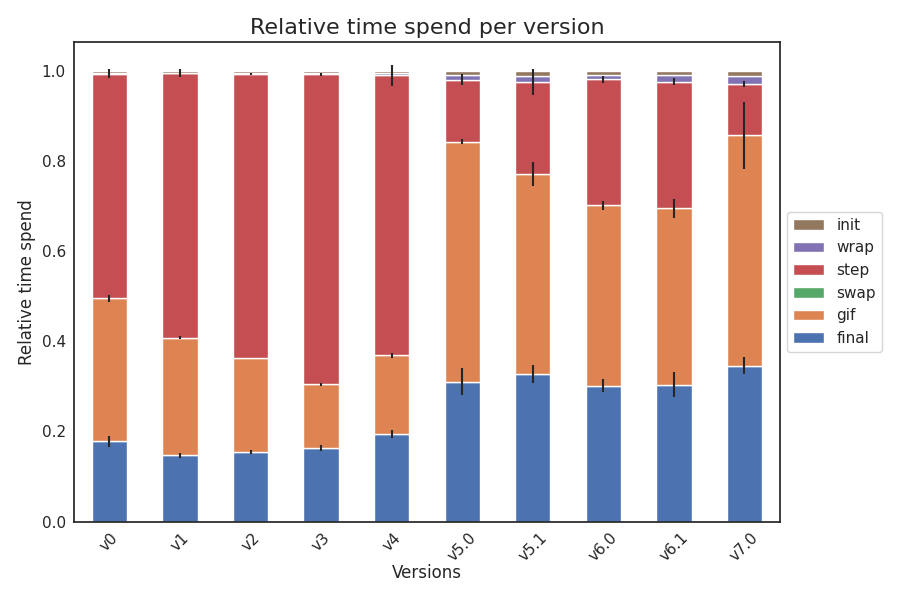 Relative time spend per version
Relative time spend
1.0
0.8
0.6
0.4
0.2
0.0
v0
v1
v2
v3
v4
v5.0
v5.1
v6.0
v6.1
v7.0
Versions
init
wrap
step
swap
gif
final